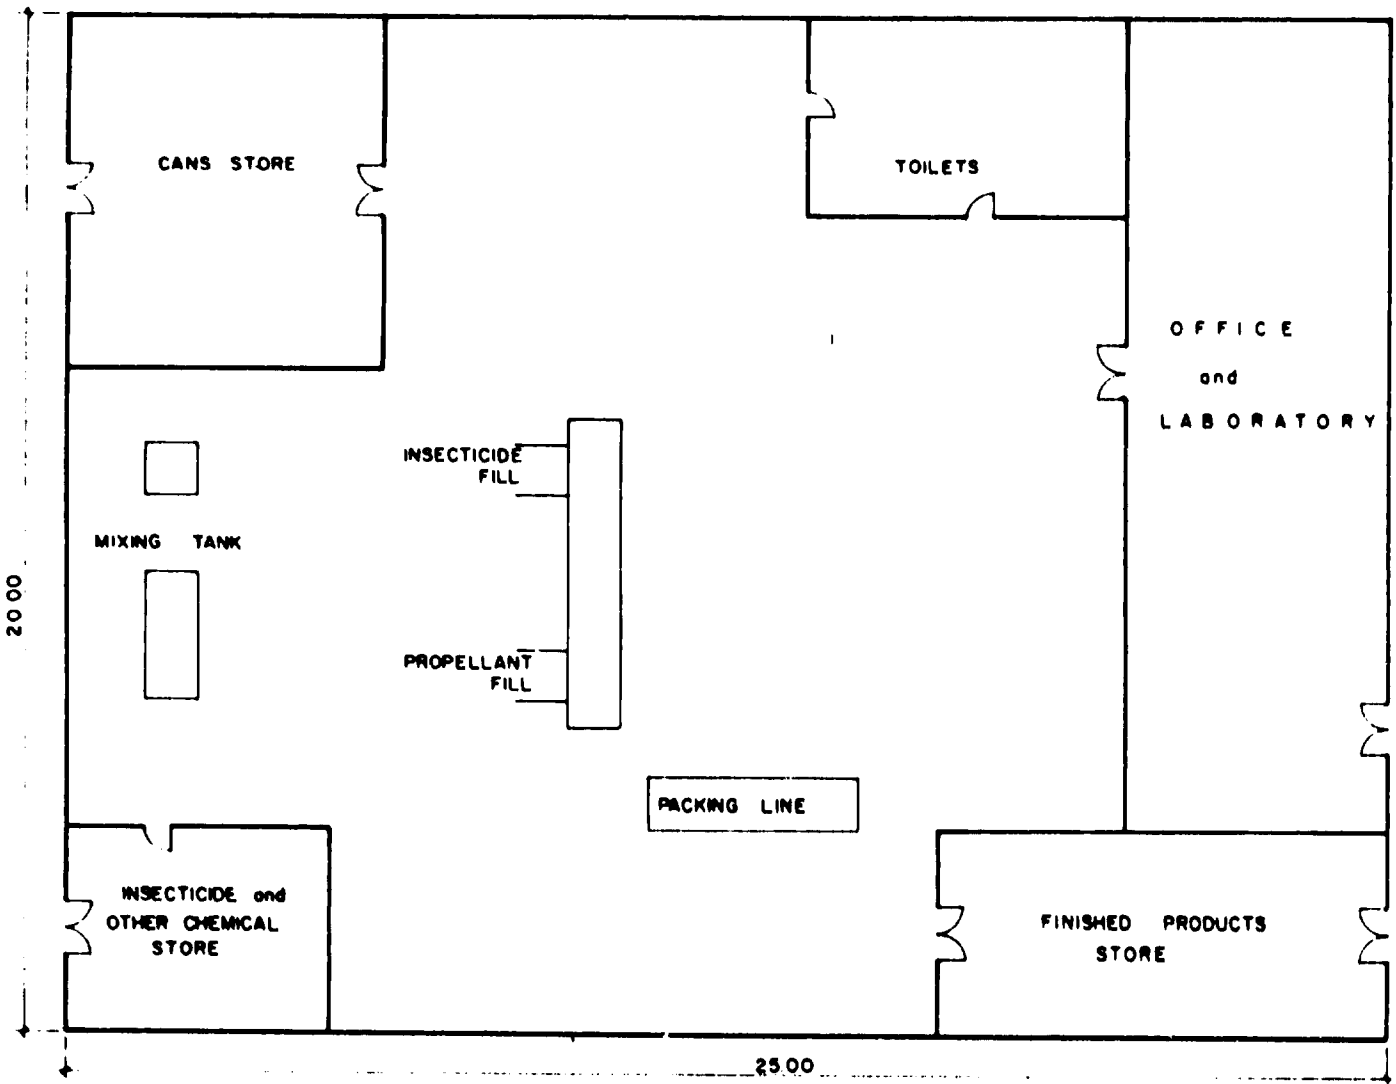 CANS STORE
TOILETS
OFFICE
and
LABORATORY
INSECTICIDE
FILL
MIXING TANK
20 00
PROPELLANT
FILL
PACKING LINE
INSECTICIDE and
OTHER CHEMICAL
STORE
FINISHED PRODUCTS
STORE
25.00